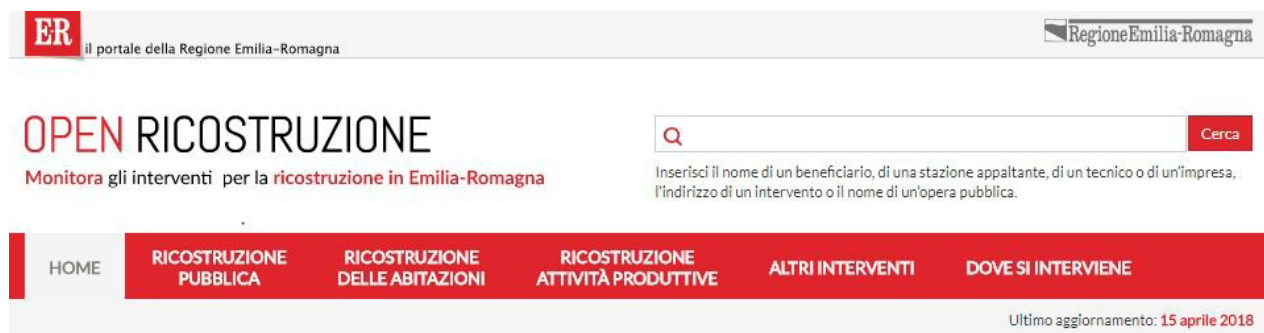 E·R il portale della Regione Emilia-Romagna
RegioneEmilia-Romagna
OPEN RICOSTRUZIONE
Monitora gli interventi per la ricostruzione in Emilia-Romagna
Cerca
Inserisci il nome di un beneficiario, di una stazione appaltante, di un tecnico o di un'impresa,
l'indirizzo di un intervento o il nome di un'opera pubblica.
HOME
RICOSTRUZIONE
PUBBLICA
RICOSTRUZIONE
DELLE ABITAZIONI
RICOSTRUZIONE
ATTIVITÀ PRODUTTIVE
ALTRI INTERVENTI
DOVE SI INTERVIENE
Ultimo aggiornamento: 15 aprile 2018